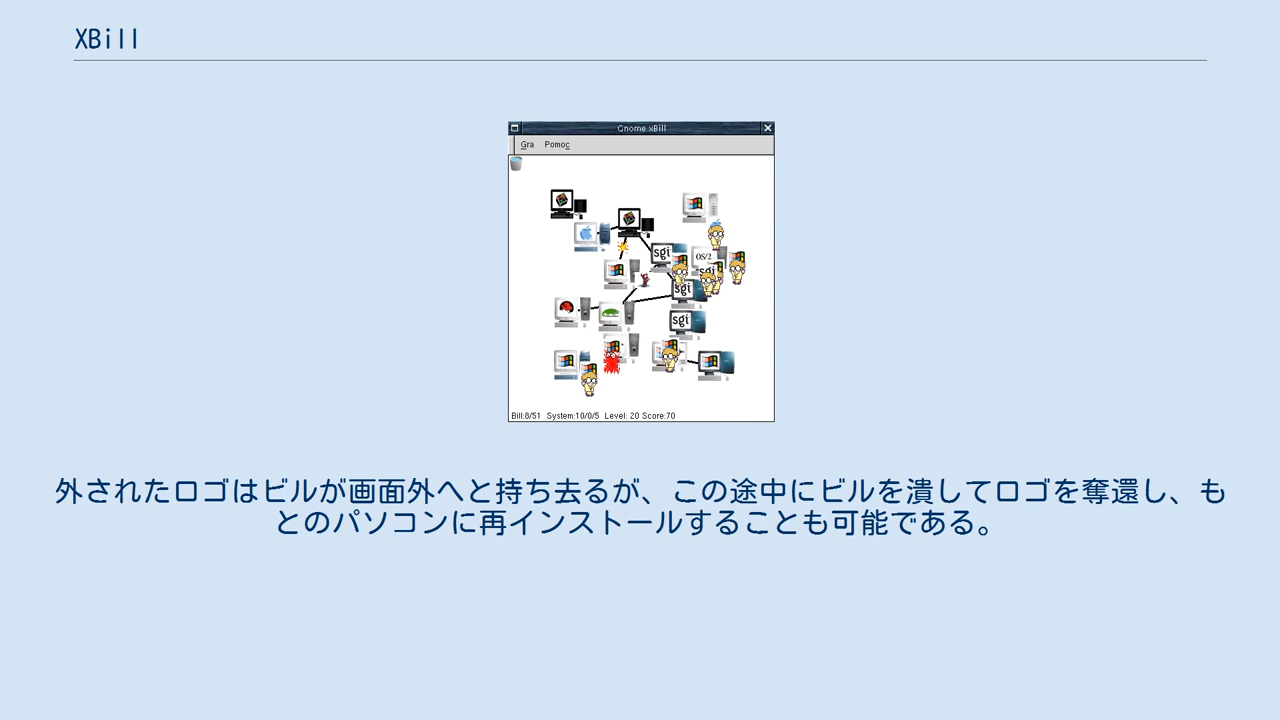 XBill
Gnome xBill
Gra Pomoc
sgi
OS/2
sgi
sgi
sgi
Bill:8/51 System:10/0/5 Level: 20 Score:70
外されたロゴはビルが画面外へと持ち去るが、この途中にビルを潰してロゴを奪還し、も
とのパソコンに再インストールすることも可能である。